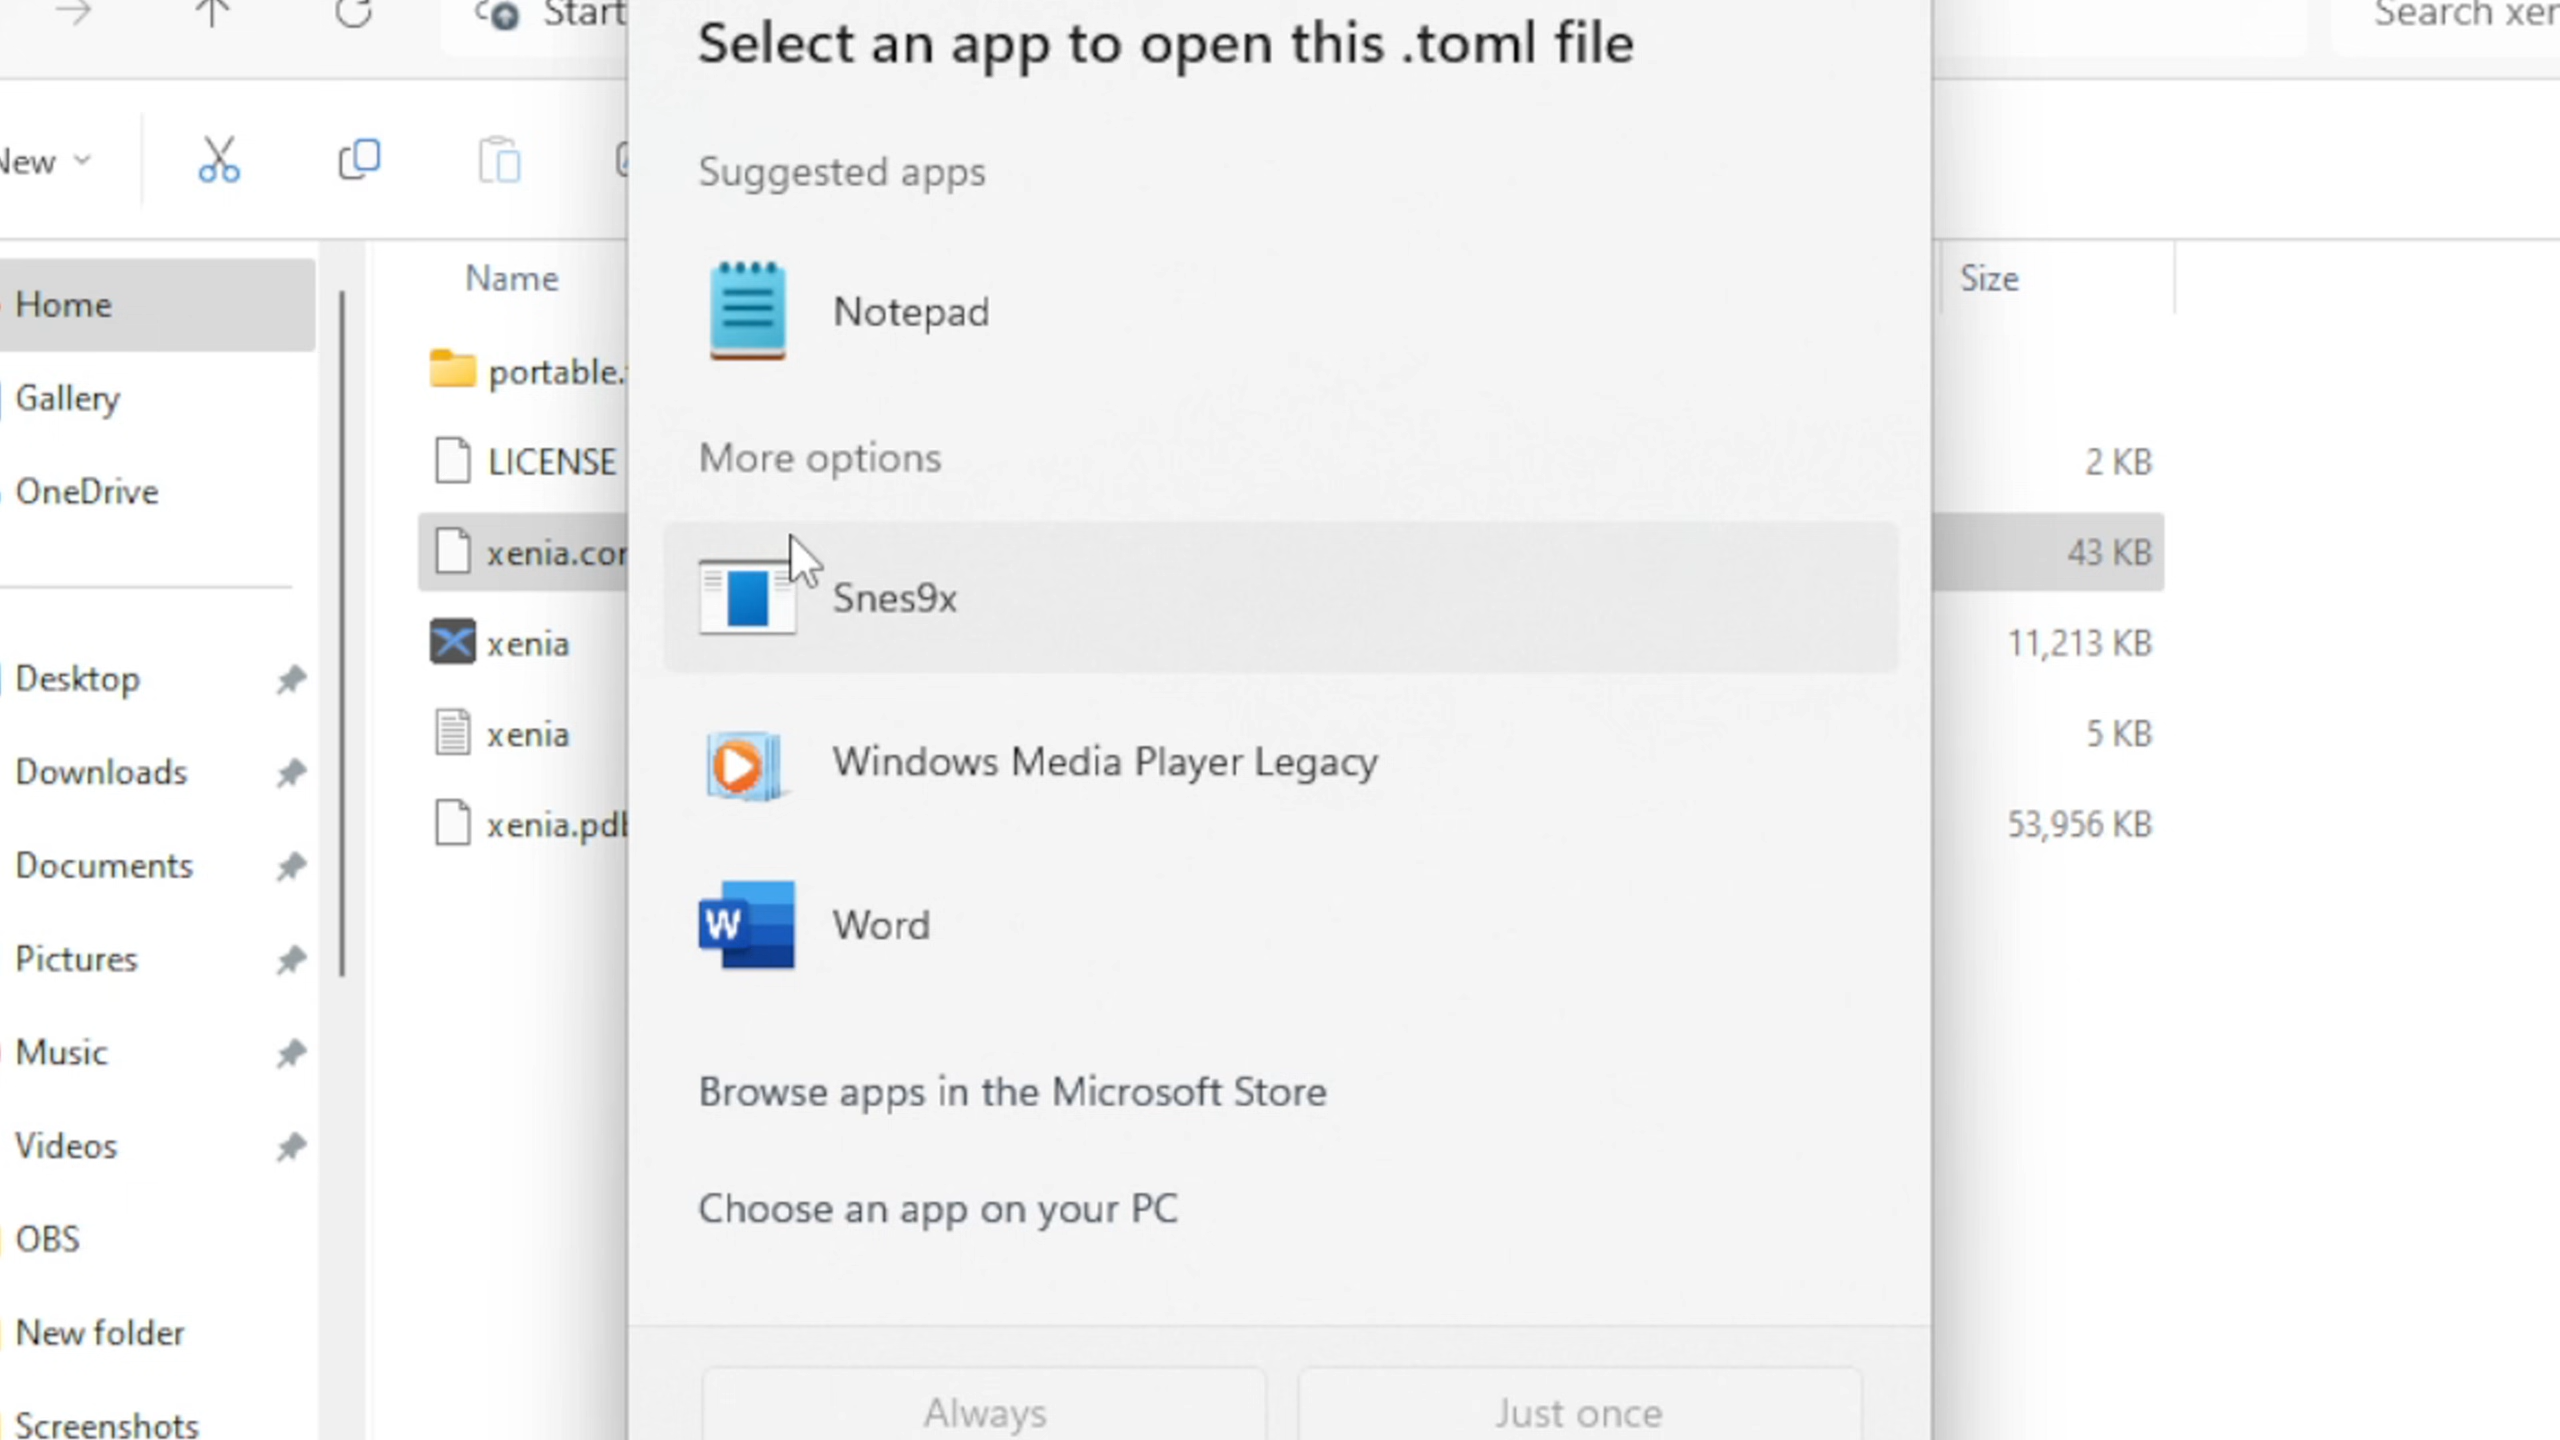 Start
Search xen
New
Home
Gallery
OneDrive
Desktop
Downloads
Documents
Pictures
Music
Videos
OBS
New folder
Screenshots
Name
portable.
LICENSE
xenia.con
xenia
xenia
xenia.pdb
Select an app to open this .toml file
Suggested apps
Notepad
More options
Snes9x
Windows Media Player Legacy
W
Word
Browse apps in the Microsoft Store
Choose an app on your PC
Always
Just once
Size
2 KB
43 KB
11,213 KB
5 KB
53,956 KB